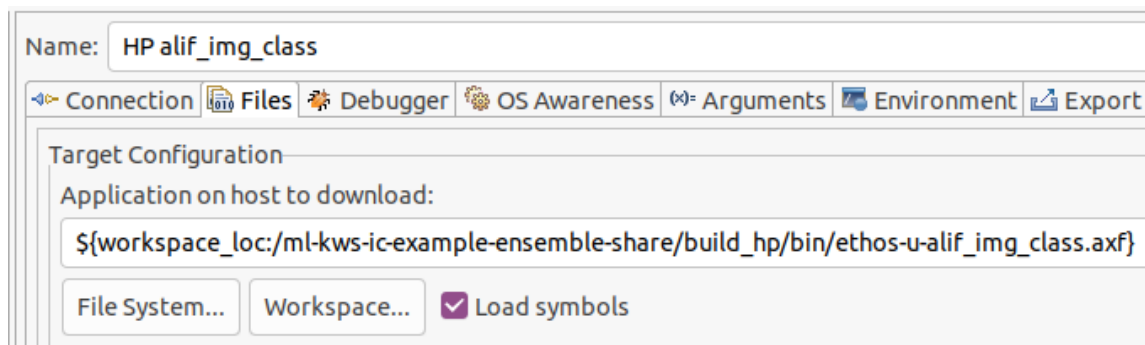 Name: HP alif_img_class
Connection Files Debugger OS Awareness (x)= Arguments Environment Export
Target Configuration
Application on host to download:
${workspace_loc:/ml-kws-ic-example-ensemble-share/build_hp/bin/ethos-u-alif_img_class.axf}
File System... Workspace... Load symbols